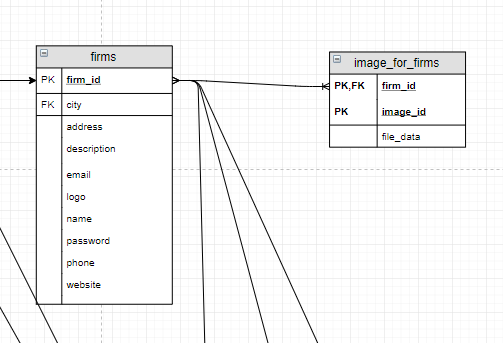 firms
PK firm_id
FK city
address
description
email
logo
name
password
phone
website
image_for_firms
PK,FK firm_id
PK image_id
file_data